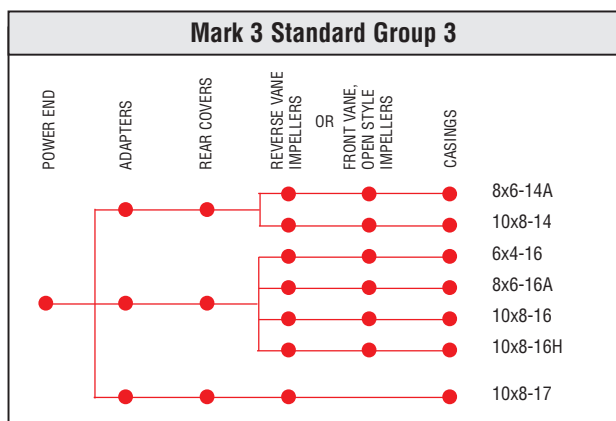 Mark 3 Standard Group 3
POWER END
ADAPTERS
REAR COVERS
REVERSE VANE
IMPELLERS
OR
FRONT VANE,
OPEN STYLE
IMPELLERS
CASINGS
8x6-14A
10x8-14
6x4-16
8x6-16A
10x8-16
10x8-16H
10x8-17